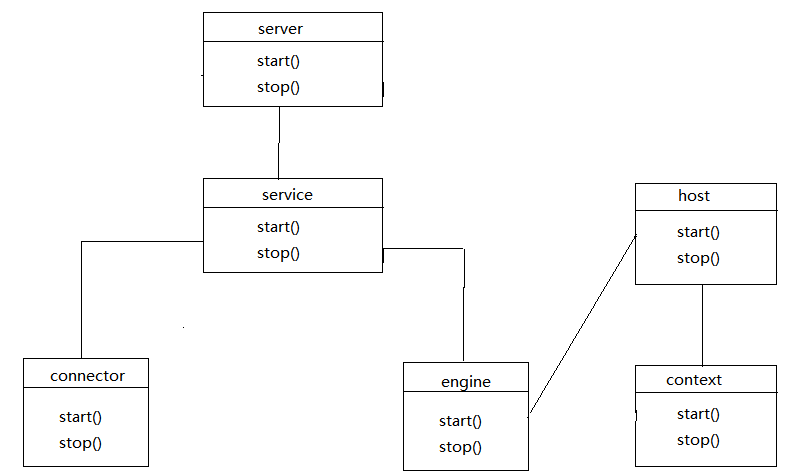 server
start()
stop()
service
start()
stop()
host
start()
stop()
connector
start()
stop()
engine
start()
stop()
context
start()
stop()